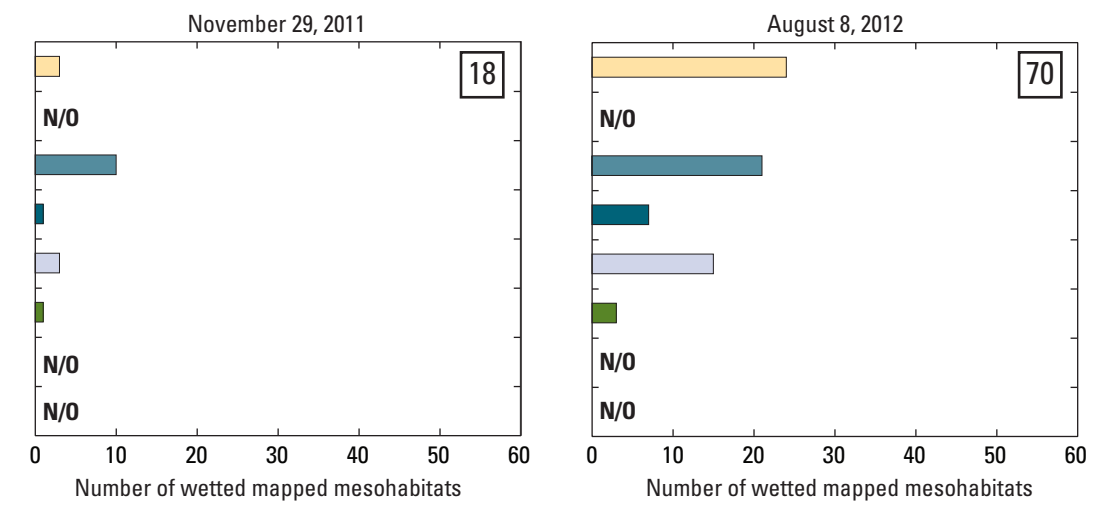 November 29, 2011
18
N/O
N/O
N/O
0 10 20 30 40 50 60
Number of wetted mapped mesohabitats
August 8, 2012
70
N/O
N/O
N/O
0 10 20 30 40 50 60
Number of wetted mapped mesohabitats